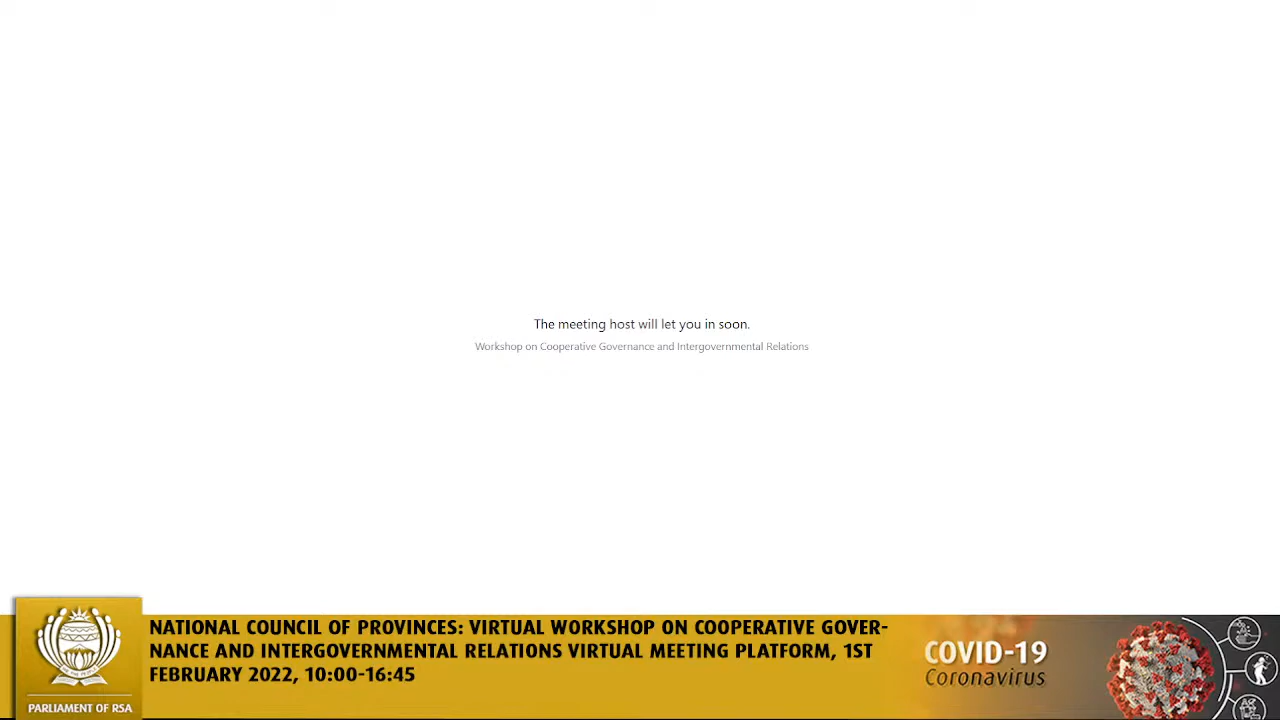 The meeting host will let you in soon.
Workshop on Cooperative Governance and Intergovernmental Relations
NATIONAL COUNCIL OF PROVINCES: VIRTUAL WORKSHOP ON COOPERATIVE GOVER-
NANCE AND INTERGOVERNMENTAL RELATIONS VIRTUAL MEETING PLATFORM, 1ST
FEBRUARY 2022, 10:00-16:45
PARLIAMENT OF RSA
COVID-19
Coronavirus